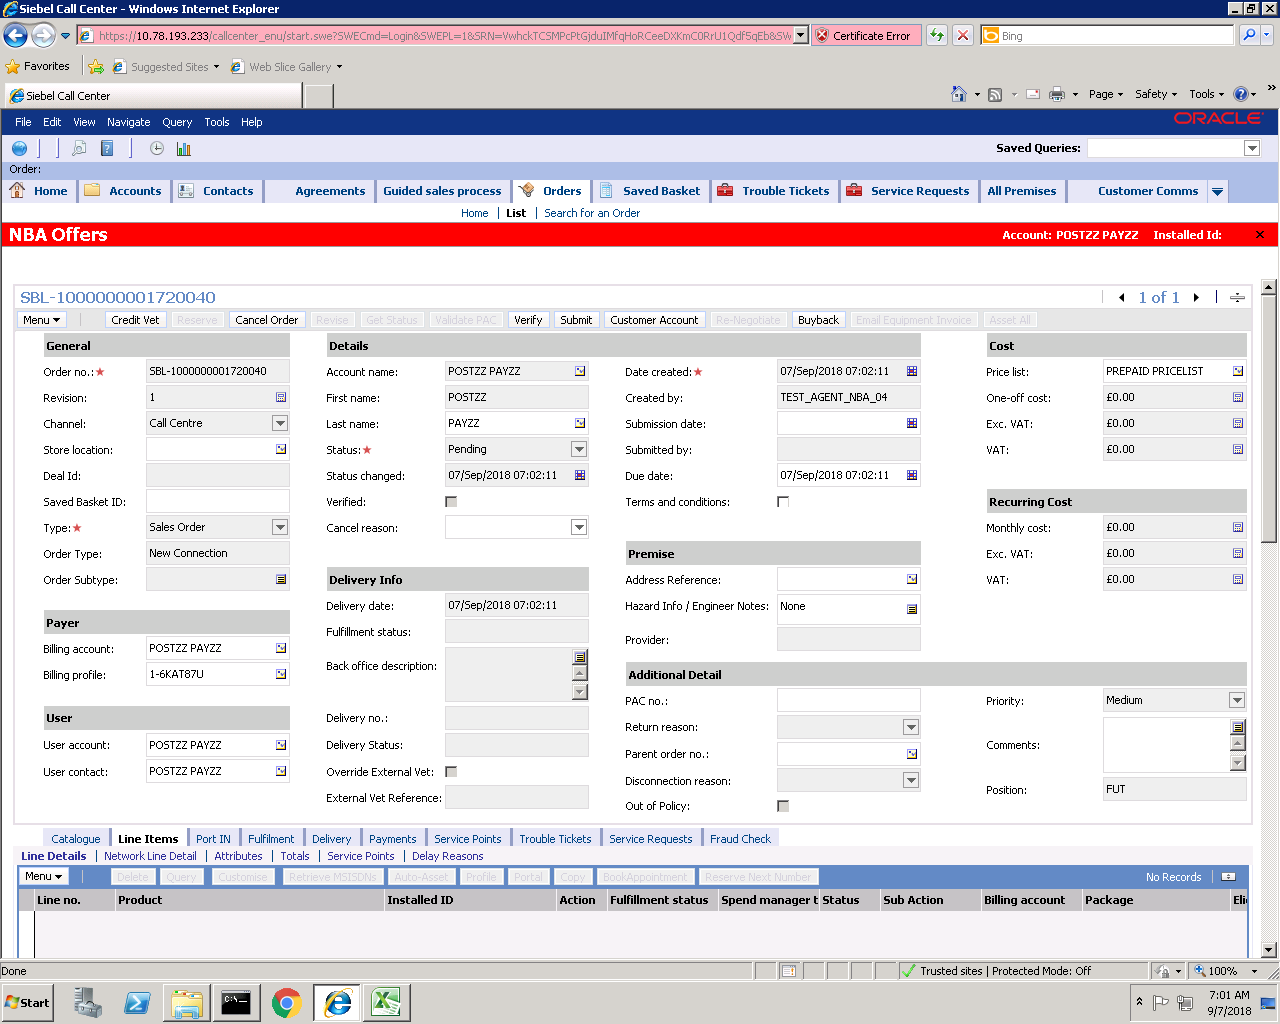 Siebel Call Center - Windows Internet Explorer
https://10.78.193.233/callcenter_enu/start.swe?SWECmd=Login&SWEPL=1&SRN=
Certificate Error
Bing
Favorites
Suggested Sites
Web Slice Gallery
Siebel Call Center
Page
Safety
Tools
File Edit View Navigate Query Tools Help
ORACLE
Saved Queries:
Order:
Home Accounts Contacts Agreements Guided sales process Orders Saved Basket Trouble Tickets Service Requests All Premises Customer Comms
Home | List | Search for an Order
NBA Offers
Account: POSTZZ PAYZZ Installed Id:
SBL-1000000001720040
1 of 1
Menu Credit Vet Reserve Cancel Order Revise Get Status Validate PAC Verify Submit Customer Account Re-Negotiate Buyback Email Equipment Invoice Asset All
General
Order no.:★ SBL-1000000001720040
Revision: 1
Channel: Call Centre
Store location:
Deal Id:
Saved Basket ID:
Type:★ Sales Order
Order Type: New Connection
Order Subtype:
Payer
Billing account: POSTZZ PAYZZ
Billing profile: 1-6KAT87U
User
User account: POSTZZ PAYZZ
User contact: POSTZZ PAYZZ
Details
Account name: POSTZZ PAYZZ
First name: POSTZZ
Last name: PAYZZ
Status:★ Pending
Status changed: 07/Sep/2018 07:02:11
Verified:
Cancel reason:
Delivery Info
Delivery date: 07/Sep/2018 07:02:11
Fulfillment status:
Back office description:
Delivery no.:
Delivery Status:
Override External Vet:
External Vet Reference:
Date created:★ 07/Sep/2018 07:02:11
Created by: TEST_AGENT_NBA_04
Submission date:
Submitted by:
Due date: 07/Sep/2018 07:02:11
Terms and conditions:
Premise
Address Reference:
Hazard Info / Engineer Notes: None
Provider:
Additional Detail
PAC no.:
Return reason:
Parent order no.:
Disconnection reason:
Out of Policy:
Priority: Medium
Comments:
Position: FUT
Cost
Price list: PREPAID PRICELIST
One-off cost: £0.00
Exc. VAT: £0.00
VAT: £0.00
Recurring Cost
Monthly cost: £0.00
Exc. VAT: £0.00
VAT: £0.00
Catalogue Line Items Port IN Fulfilment Delivery Payments Service Points Trouble Tickets Service Requests Fraud Check
Line Details | Network Line Detail | Attributes | Totals | Service Points | Delay Reasons
Menu Delete Query Customise Retrieve MSISDNs Auto-Asset Profile Portal Copy BookAppointment Reserve Next Number
No Records
Line no. Product Installed ID Action Fulfillment status Spend manager t Status Sub Action Billing account Package Eli
Done
Trusted sites | Protected Mode: Off
100%
Start
7:01 AM
9/7/2018